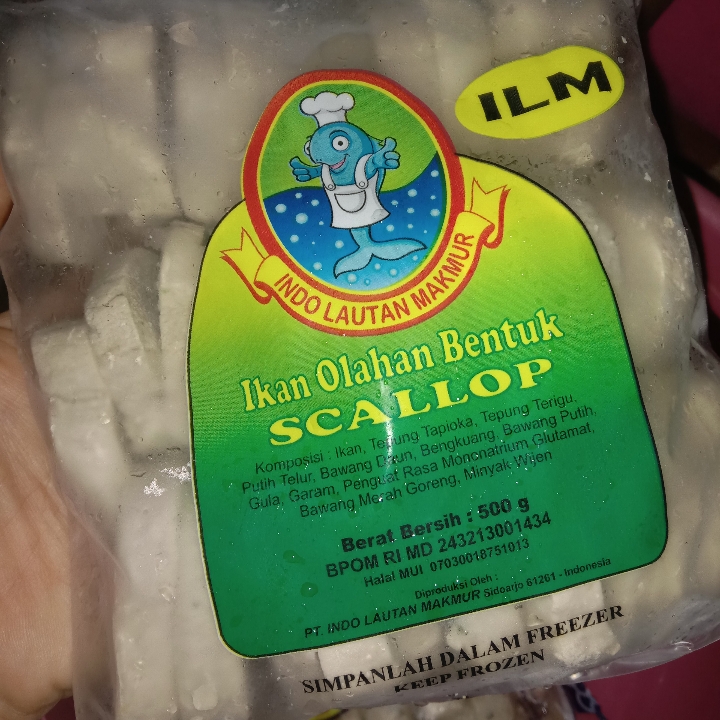 ILM
INDO LAUTAN MAKMUR
Ikan Olahan Bentuk
SCALLOP
Komposisi : Ikan, Tepung Tapioka, Tepung Terigu,
Putih Telur, Bawang Daun, Bengkuang, Bawang Putih,
Gula, Garam, Penguat Rasa Mononatrium Glutamat,
Bawang Merah Goreng, Minyak Wijen
Berat Bersih : 500 g
BPOM RI MD 243213001434
Halal MUI 07030018751013
Diproduksi Oleh :
PT. INDO LAUTAN MAKMUR Sidoarjo 61261 - Indonesia
SIMPANLAH DALAM FREEZER
KEEP FROZEN